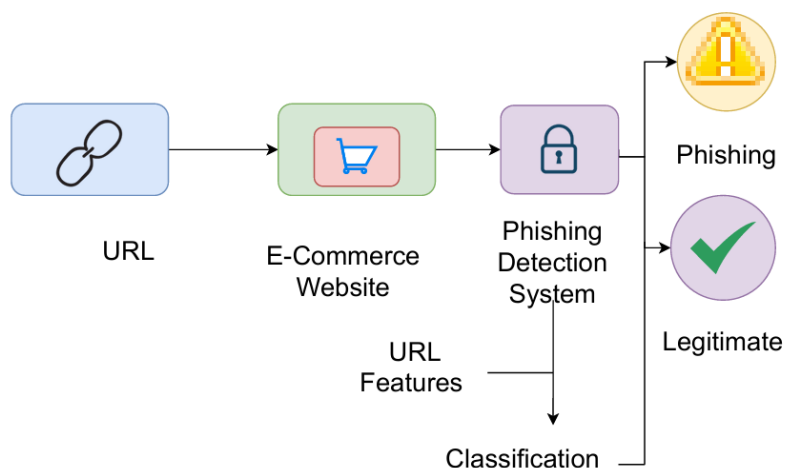 URL
E-Commerce
Website
Phishing
Detection
System
Phishing
Legitimate
URL
Features
Classification